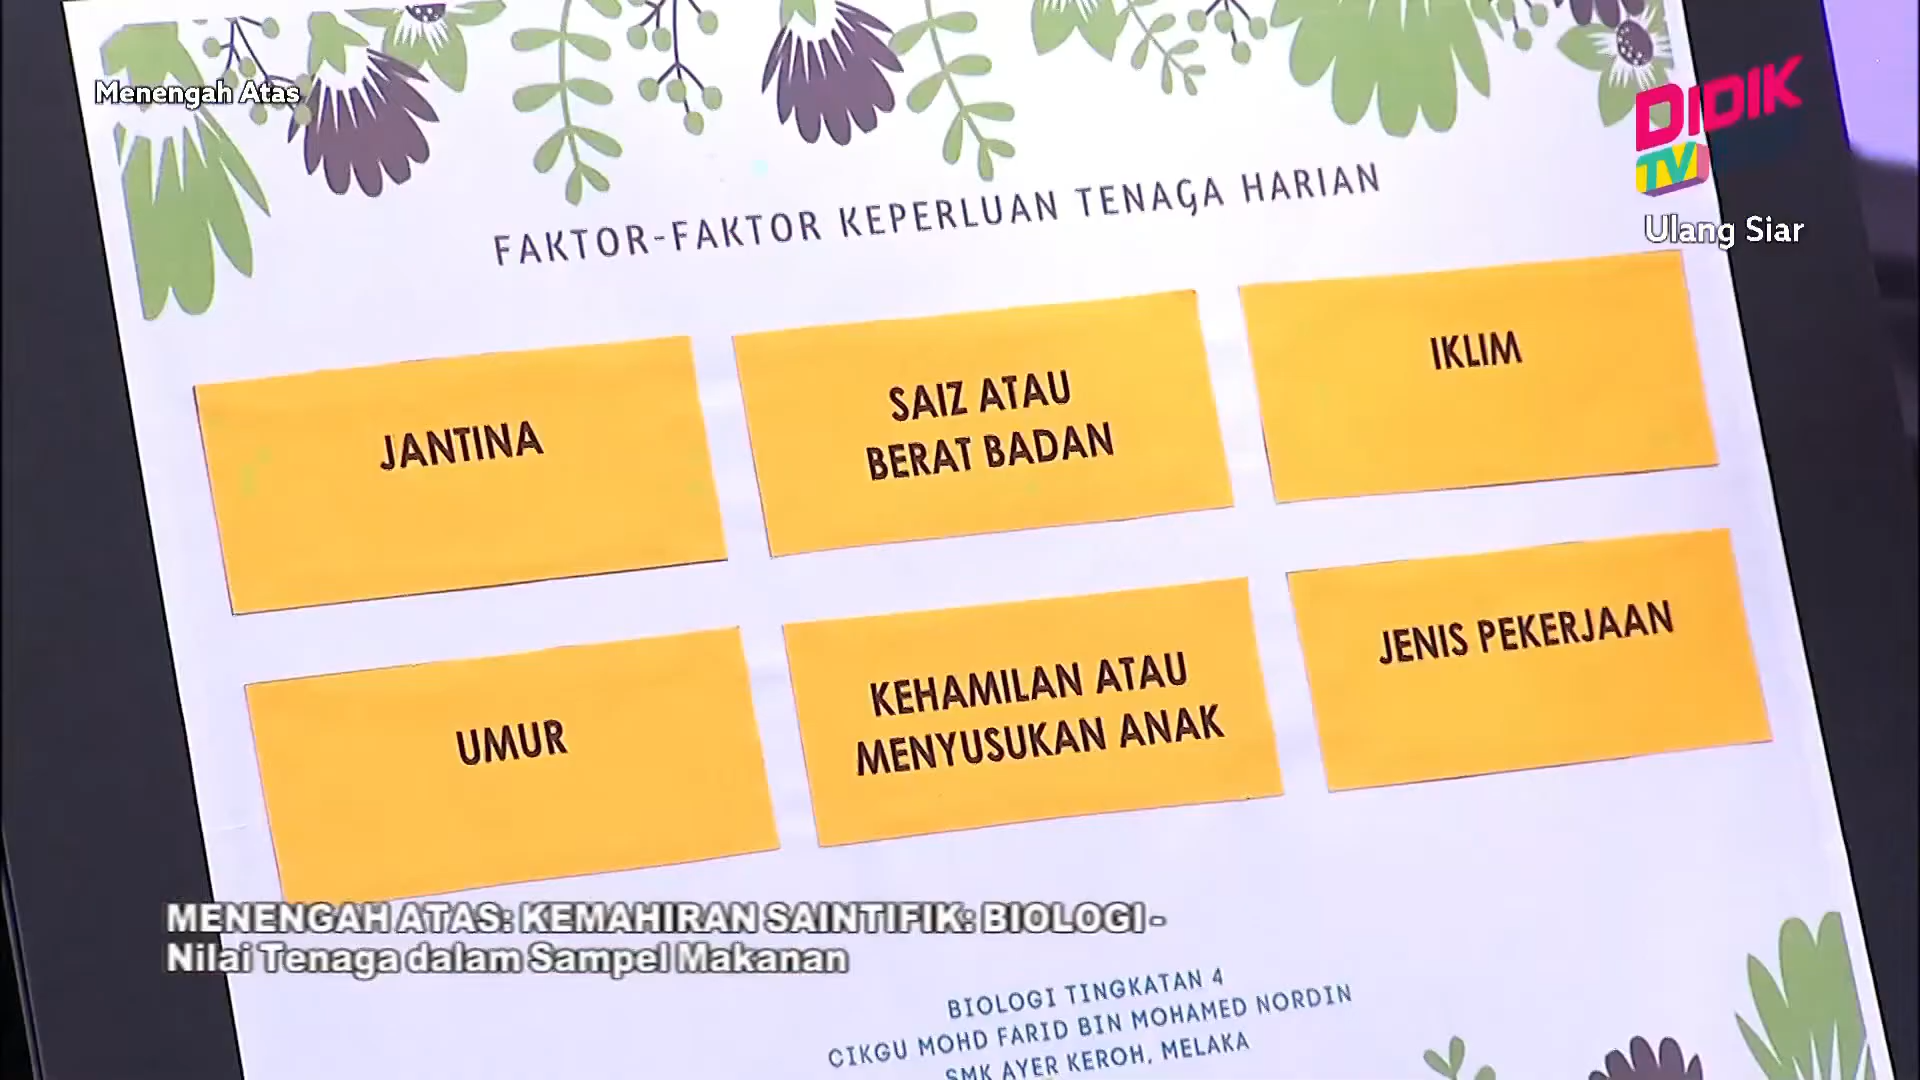 Menengah Atas
DIDIK
TV
Ulang Siar
FAKTOR-FAKTOR KEPERLUAN TENAGA HARIAN
JANTINA
SAIZ ATAU
BERAT BADAN
IKLIM
UMUR
KEHAMILAN ATAU
MENYUSUKAN ANAK
JENIS PEKERJAAN
MENENGAH ATAS: KEMAHIRAN SAINTIFIK: BIOLOGI -
Nilai Tenaga dalam Sampel Makanan
BIOLOGI TINGKATAN 4
CIKGU MOHD FARID BIN MOHAMED NORDIN
SMK AYER KEROH, MELAKA